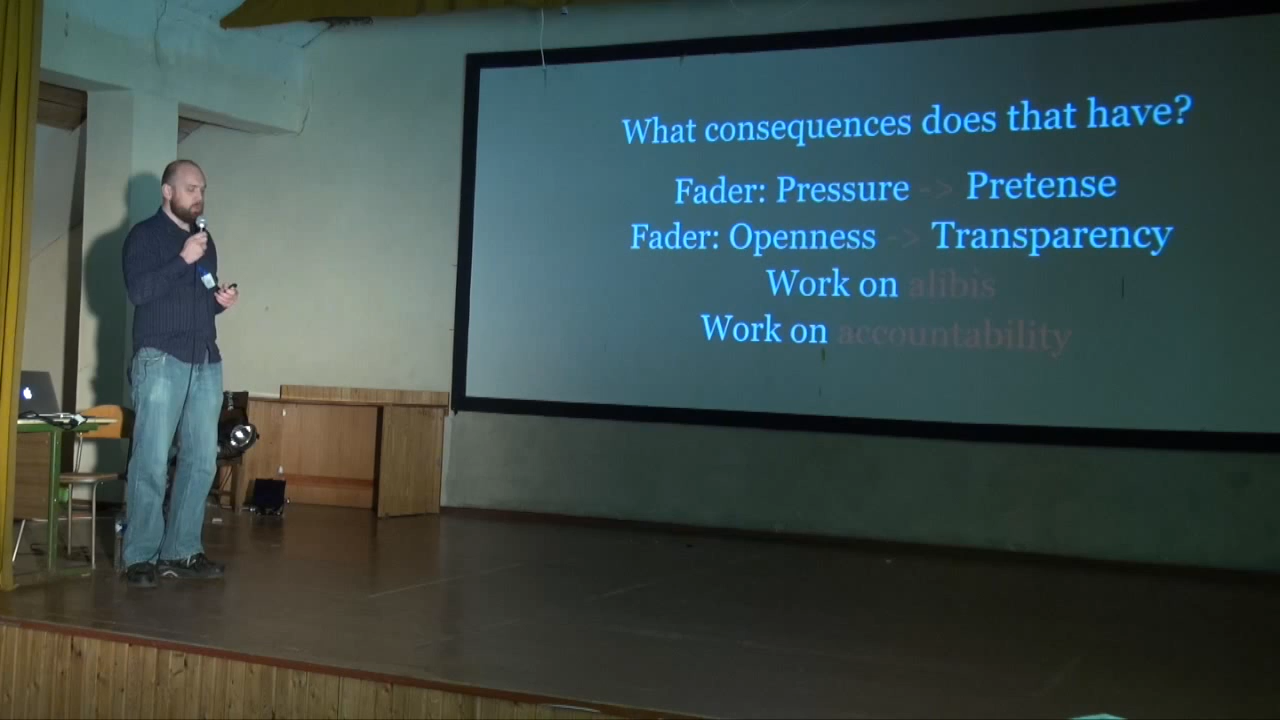 What consequences does that have?
Fader: Pressure -> Pretense
Fader: Openness -> Transparency
Work on alibis
Work on accountability